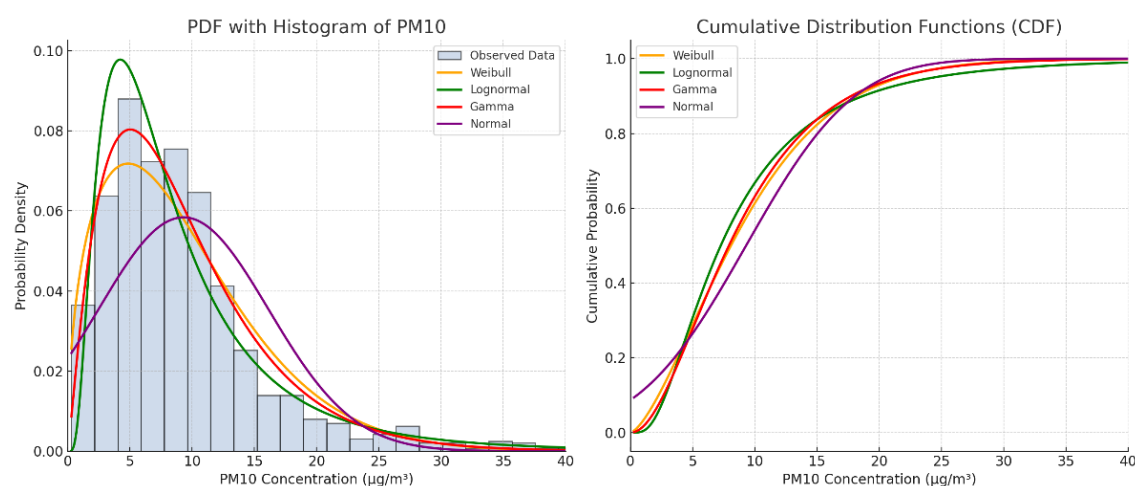 PDF with Histogram of PM10
0.10
0.08
0.06
0.04
0.02
0.00
Probability Density
Observed Data
Weibull
Lognormal
Gamma
Normal
0 5 10 15 20 25 30 35 40
PM10 Concentration (µg/m³)
Cumulative Distribution Functions (CDF)
1.0
0.8
0.6
0.4
0.2
0.0
Cumulative Probability
Weibull
Lognormal
Gamma
Normal
0 5 10 15 20 25 30 35 40
PM10 Concentration (µg/m³)